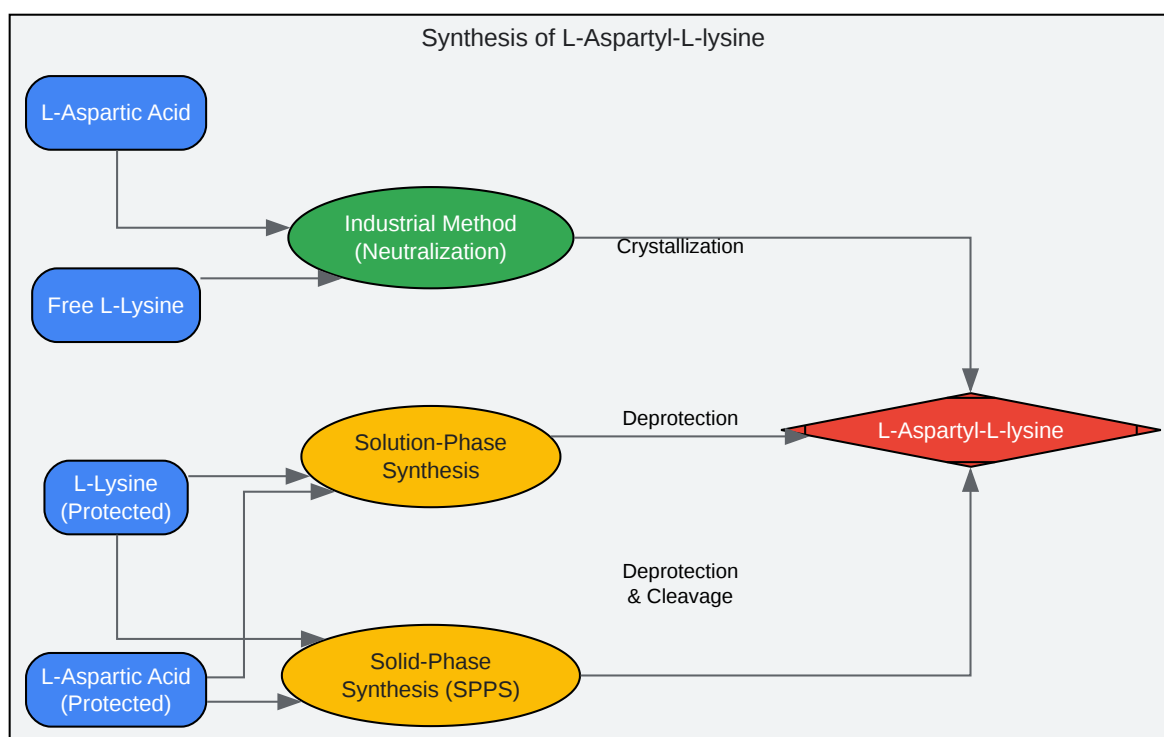 Synthesis of L-Aspartyl-L-lysine
L-Aspartic Acid
Industrial Method
(Neutralization)
Crystallization
Free L-Lysine
Deprotection
L-Aspartyl-L-lysine
Solution-Phase
Synthesis
L-Lysine
(Protected)
Deprotection
& Cleavage
L-Aspartic Acid
(Protected)
Solid-Phase
Synthesis (SPPS)